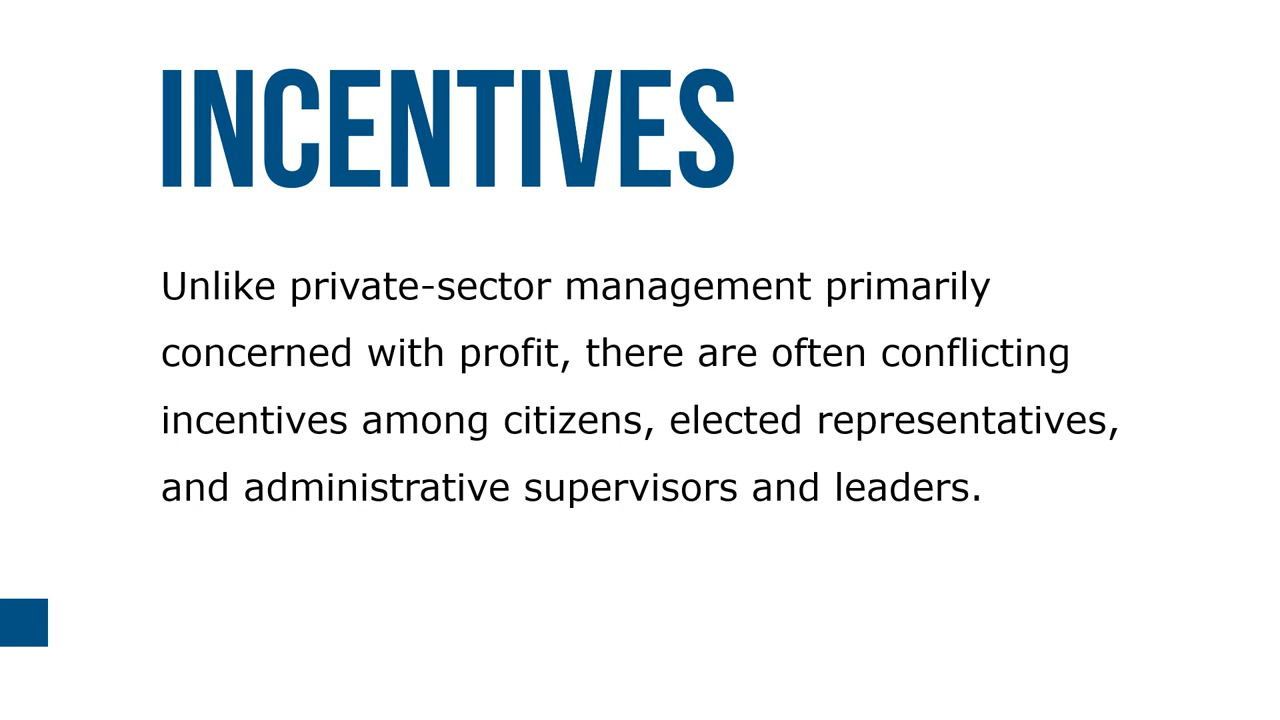 INCENTIVES
Unlike private-sector management primarily
concerned with profit, there are often conflicting
incentives among citizens, elected representatives,
and administrative supervisors and leaders.